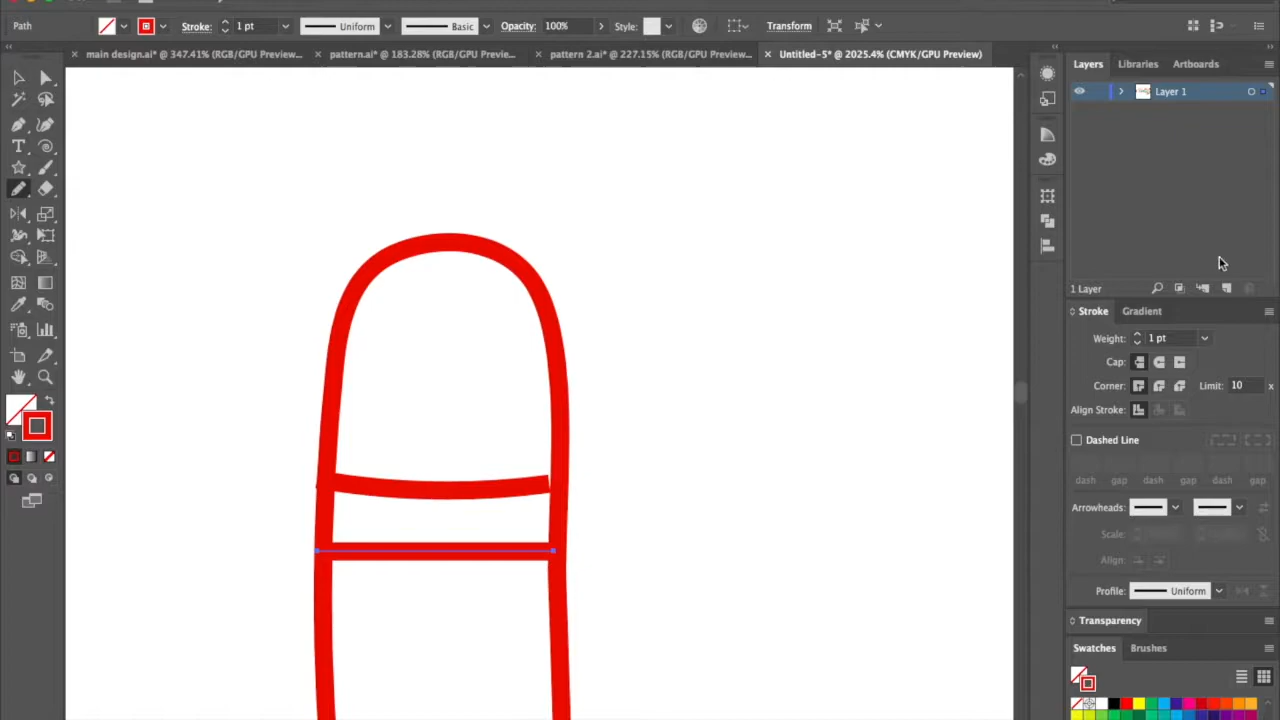 Path
Stroke: 1 pt Uniform Basic Opacity: 100% Style: Transform
main design.ai* @ 347.41% (RGB/GPU Preview... pattern.ai* @ 183.28% (RGB/GPU Previe... pattern 2.ai* @ 227.15% (RGB/GPU Preview... Untitled-5* @ 2025.4% (CMYK/GPU Preview)
Layers Libraries Artboards
Layer 1
1 Layer
Stroke Gradient
Weight: 1 pt
Cap:
Corner: Limit: 10 x
Align Stroke:
Dashed Line
dash gap dash gap dash gap
Arrowheads:
Scale:
Align:
Profile: Uniform
Transparency
Swatches Brushes